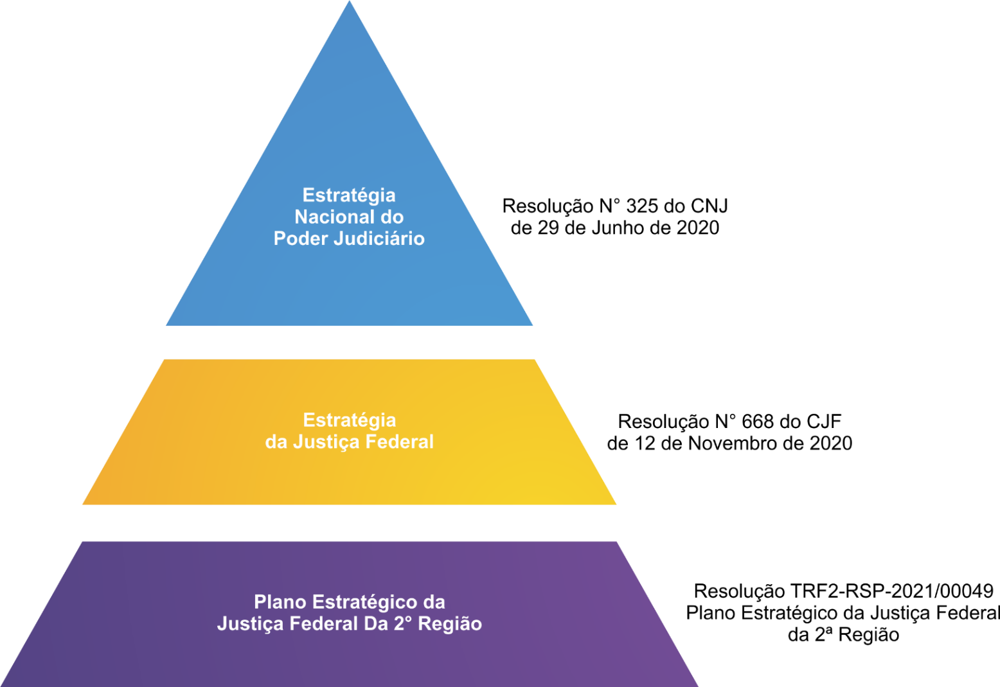 Estratégia
Nacional do
Poder Judiciário
Resolução N° 325 do CNJ
de 29 de Junho de 2020
Estratégia
da Justiça Federal
Resolução N° 668 do CJF
de 12 de Novembro de 2020
Plano Estratégico da
Justiça Federal Da 2° Região
Resolução TRF2-RSP-2021/00049
Plano Estratégico da Justiça Federal
da 2ª Região